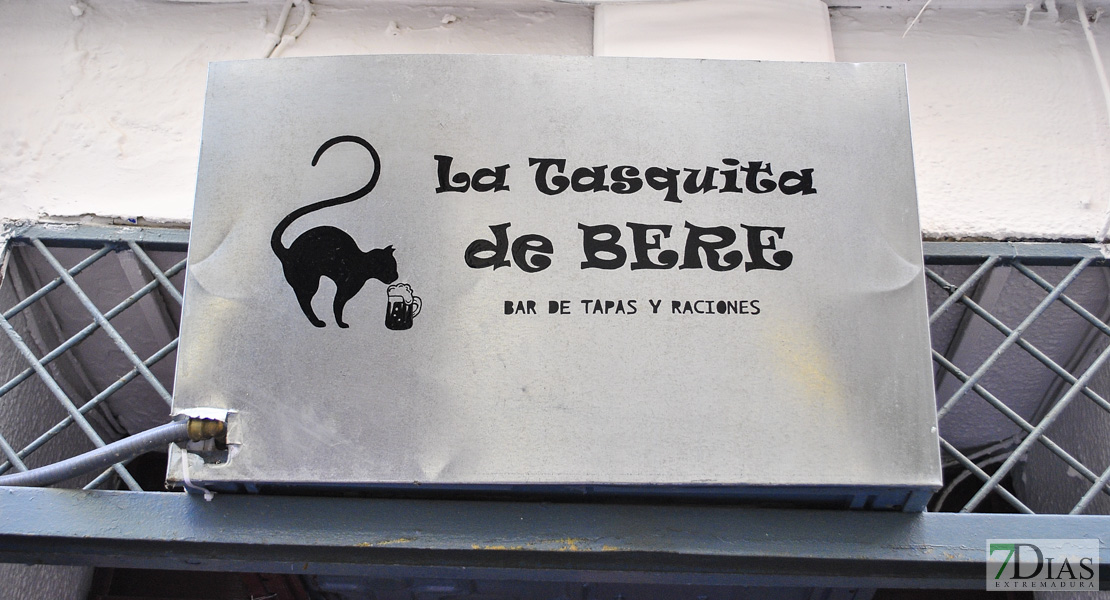 La Tasquita
de BERE
BAR DE TAPAS Y RACIONES
7DIAS
EXTREMADURA